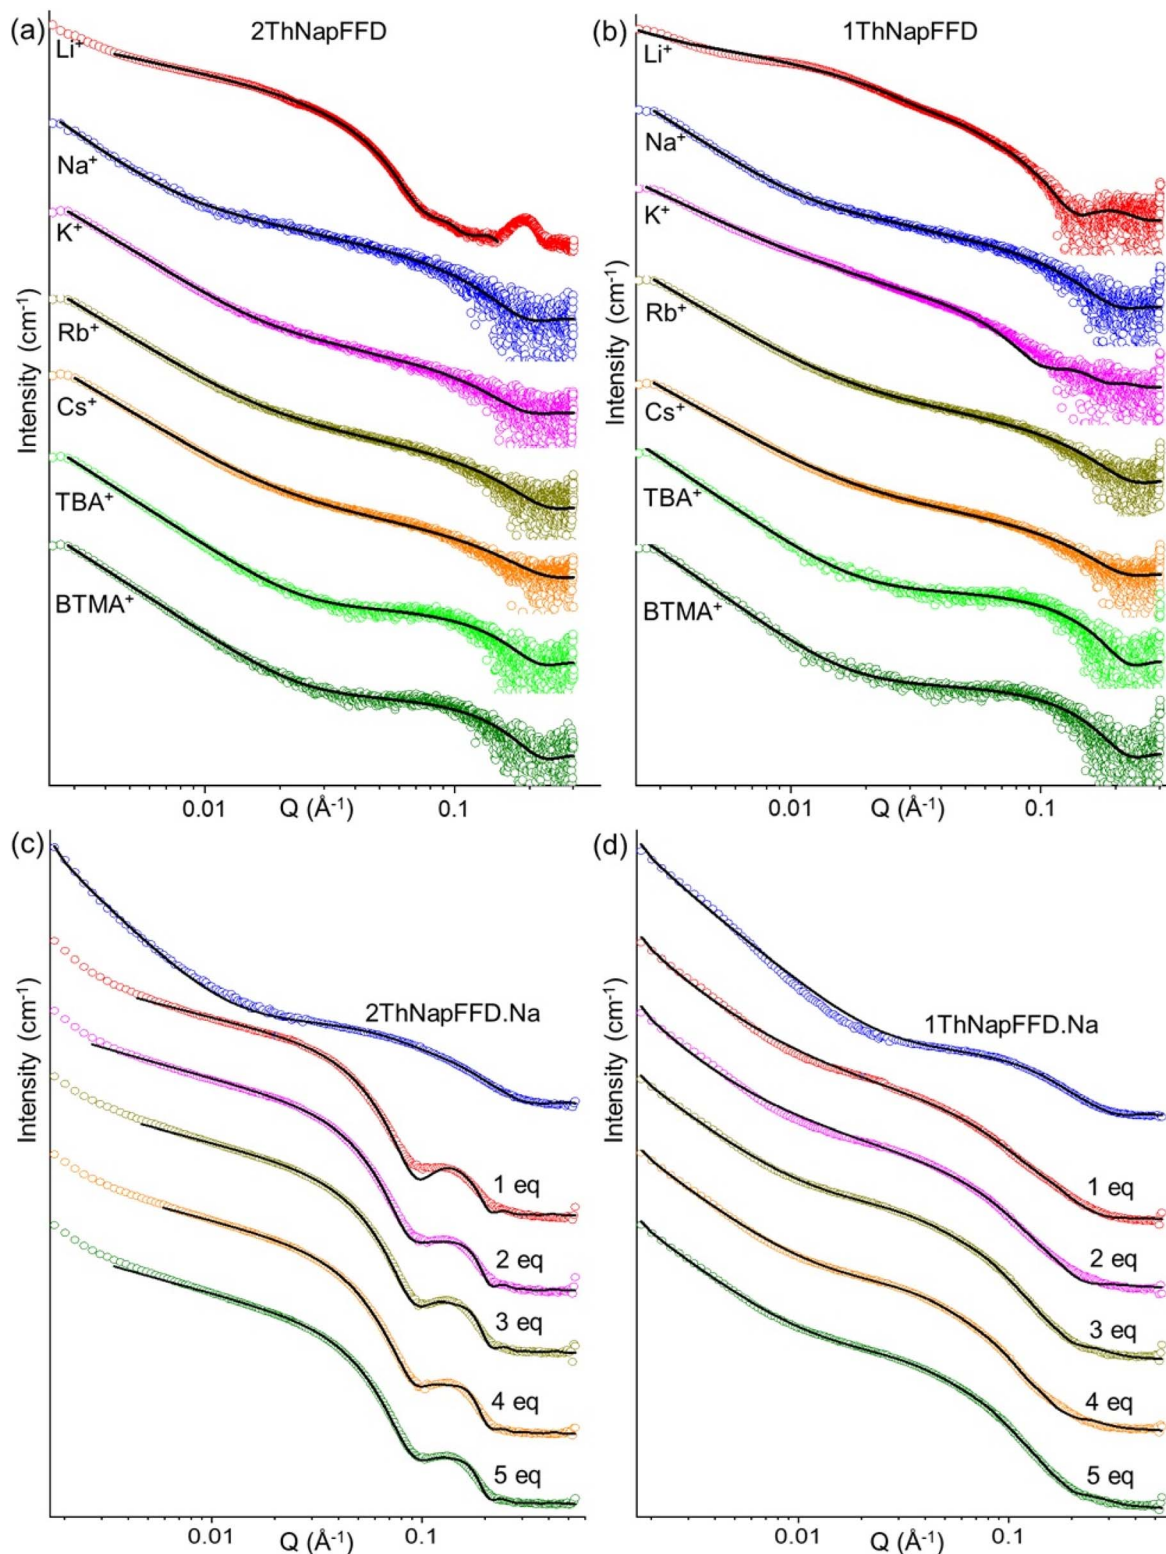 (a) 2ThNapFFD
Li⁺
Na⁺
K⁺
Rb⁺
Cs⁺
TBA⁺
BTMA⁺
Intensity (cm⁻¹)
0.01 0.1
Q (Å⁻¹)
(b) 1ThNapFFD
Li⁺
Na⁺
K⁺
Rb⁺
Cs⁺
TBA⁺
BTMA⁺
Intensity (cm⁻¹)
0.01 0.1
Q (Å⁻¹)
(c)
2ThNapFFD.Na
1 eq
2 eq
3 eq
4 eq
5 eq
Intensity (cm⁻¹)
0.01 0.1
Q (Å⁻¹)
(d)
1ThNapFFD.Na
1 eq
2 eq
3 eq
4 eq
5 eq
Intensity (cm⁻¹)
0.01 0.1
Q (Å⁻¹)